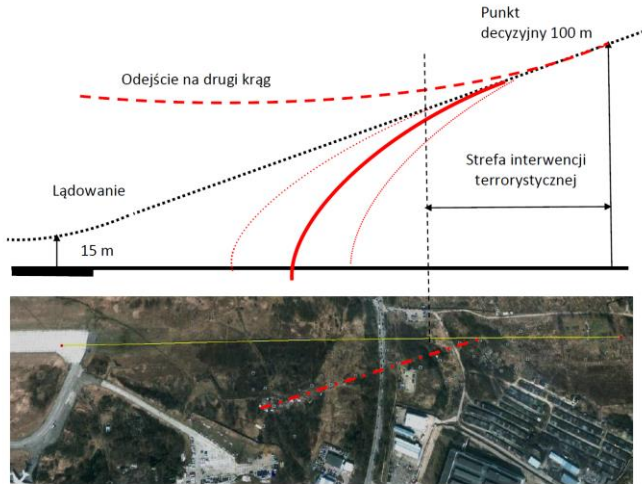 Punkt
decyzyjny 100 m
Odejście na drugi krąg
Strefa interwencji
terrorystycznej
Lądowanie
15 m